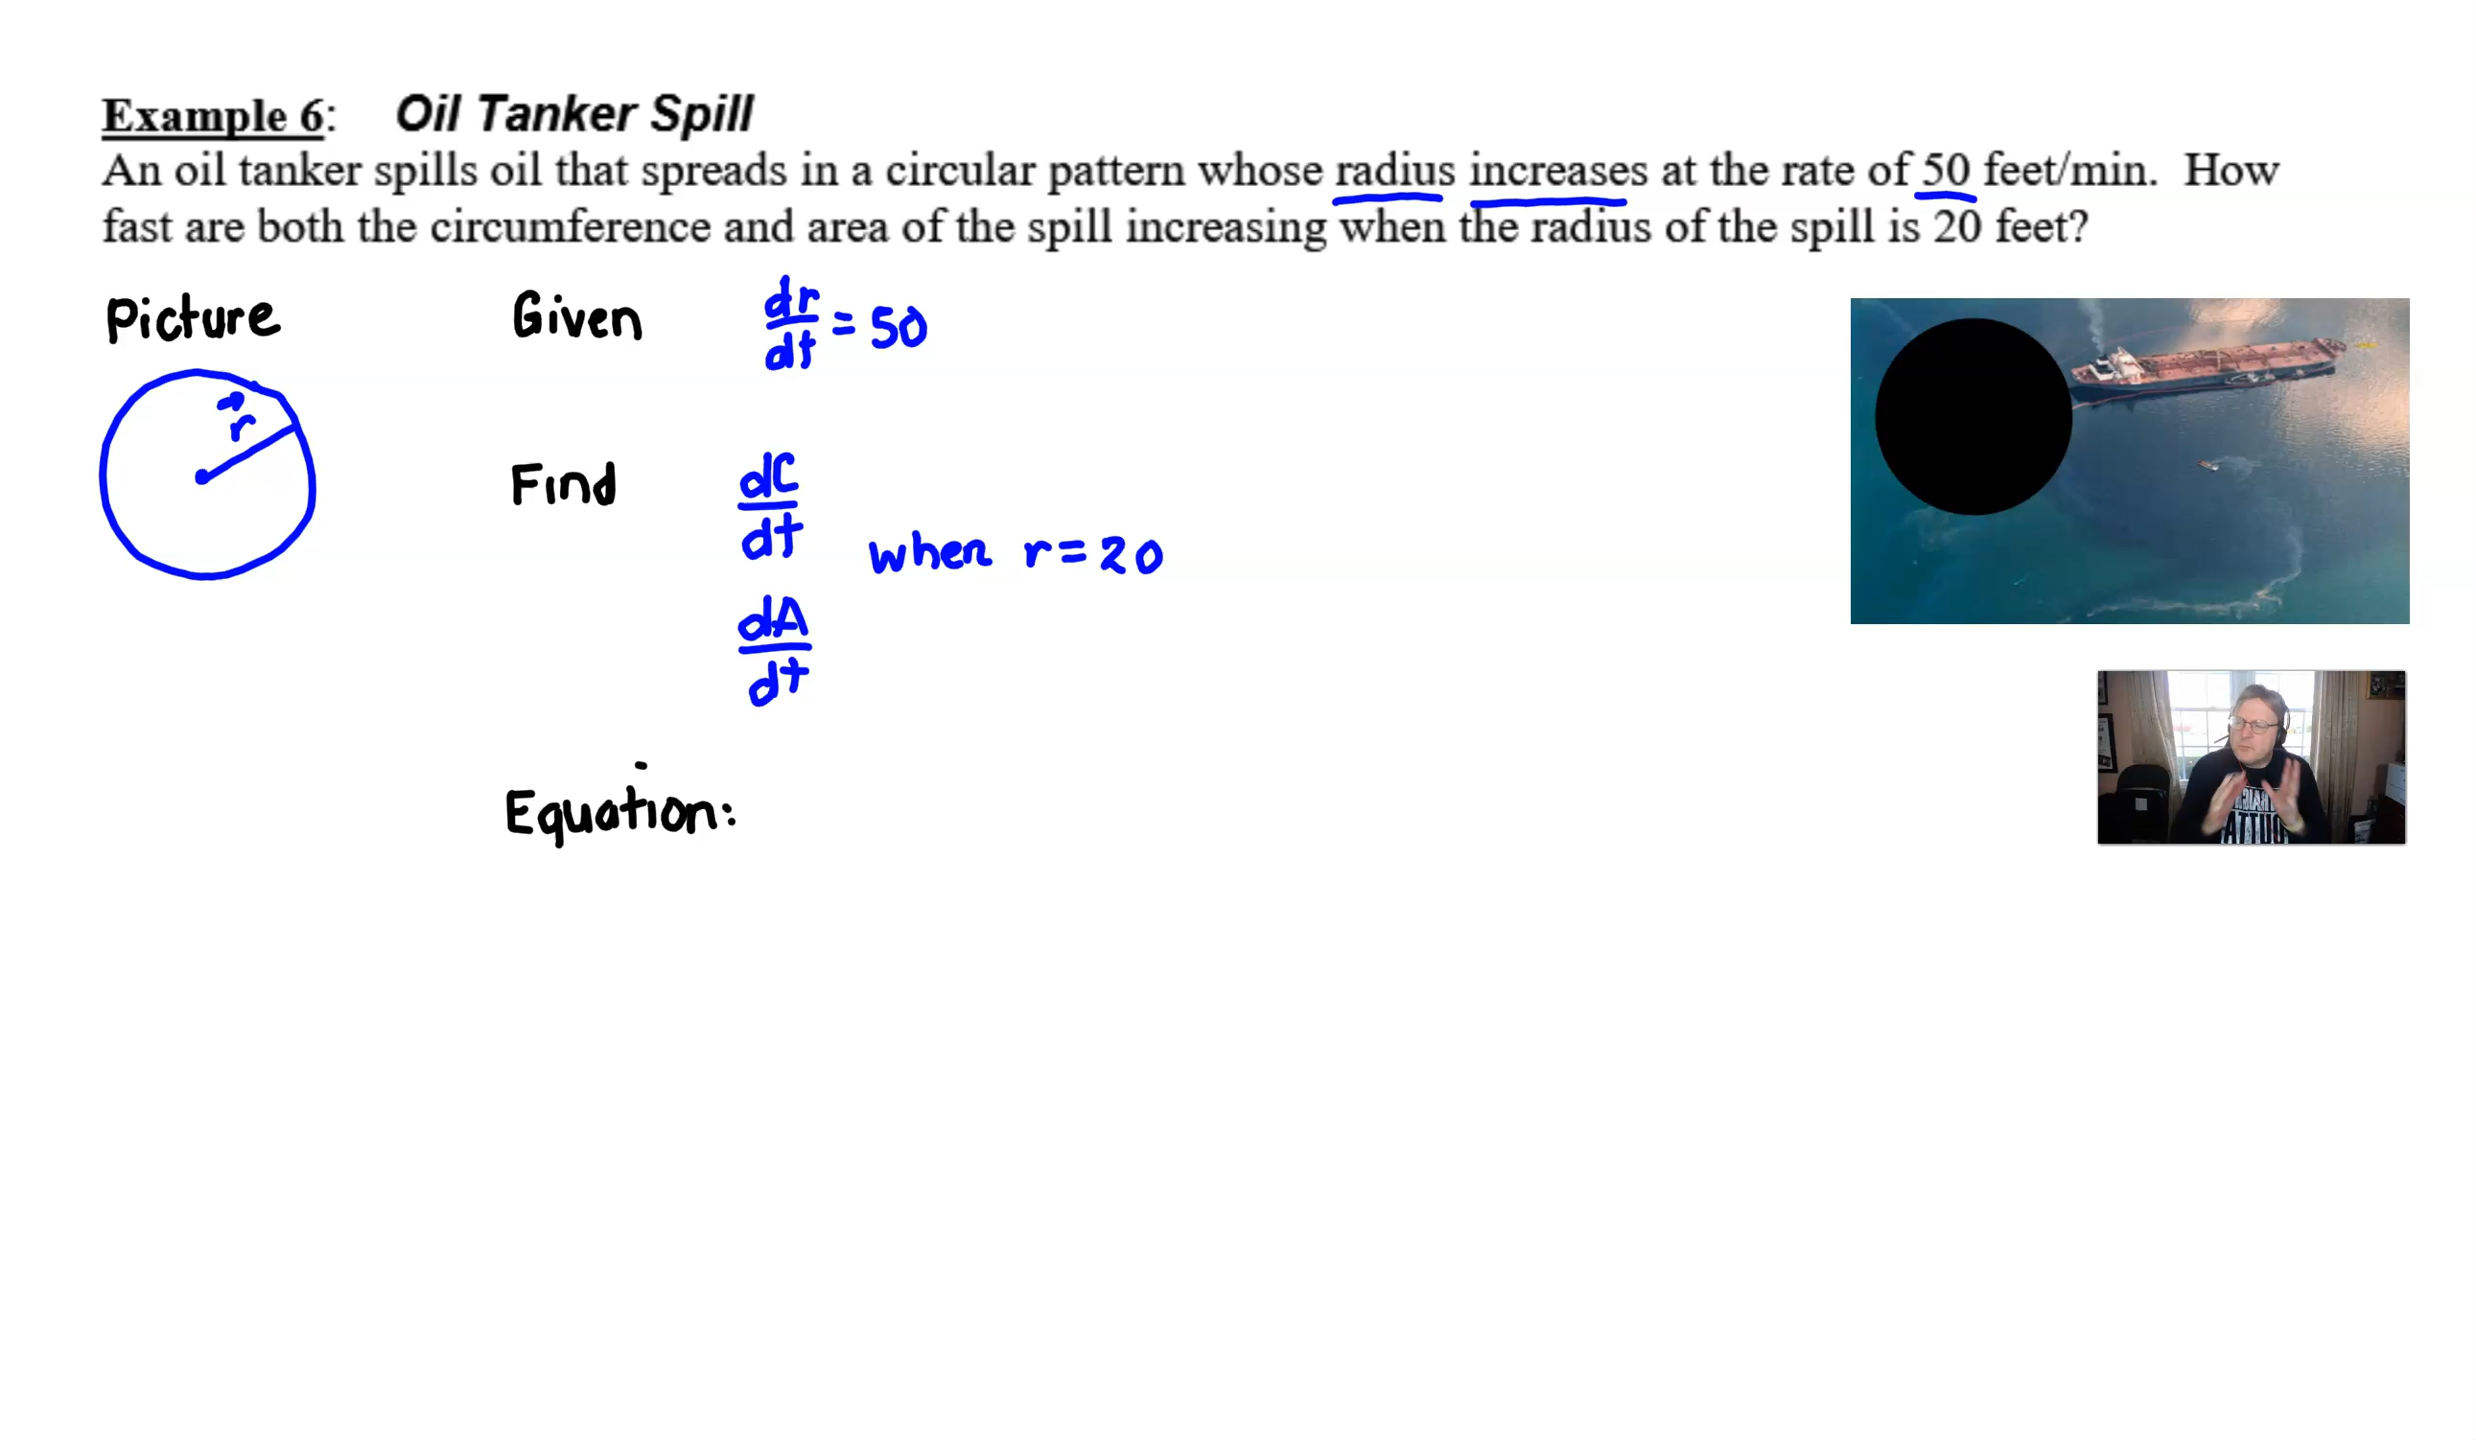 Example 6: Oil Tanker Spill
An oil tanker spills oil that spreads in a circular pattern whose radius increases at the rate of 50 feet/min. How
fast are both the circumference and area of the spill increasing when the radius of the spill is 20 feet?
Picture
r
Given dr/dt = 50
Find dC/dt
when r = 20
dA/dt
Equation: